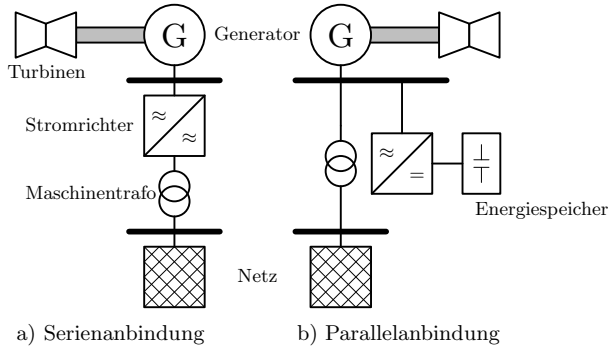 G
Generator
G
Turbinen
Stromrichter
≈
≈
≈
=
Maschinentrafo
Energiespeicher
Netz
a) Serienanbindung
b) Parallelanbindung